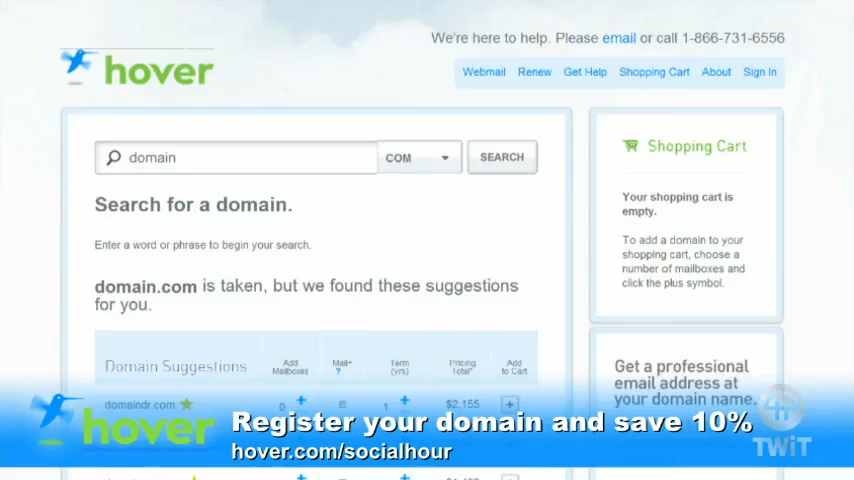 We're here to help. Please email or call 1-866-731-6556
hover
Webmail Renew Get Help Shopping Cart About Sign In
domain COM SEARCH
Search for a domain.
Enter a word or phrase to begin your search.
domain.com is taken, but we found these suggestions
for you.
Domain Suggestions Add Mailboxes Mail+ ? Term (yrs.) Pricing Total* Add to Cart
domaindr.com 0 1 $2,155 +
Shopping Cart
Your shopping cart is
empty.
To add a domain to your
shopping cart, choose a
number of mailboxes and
click the plus symbol.
Get a professional
email address at
your domain name.
hover
Register your domain and save 10%
hover.com/socialhour
TWiT